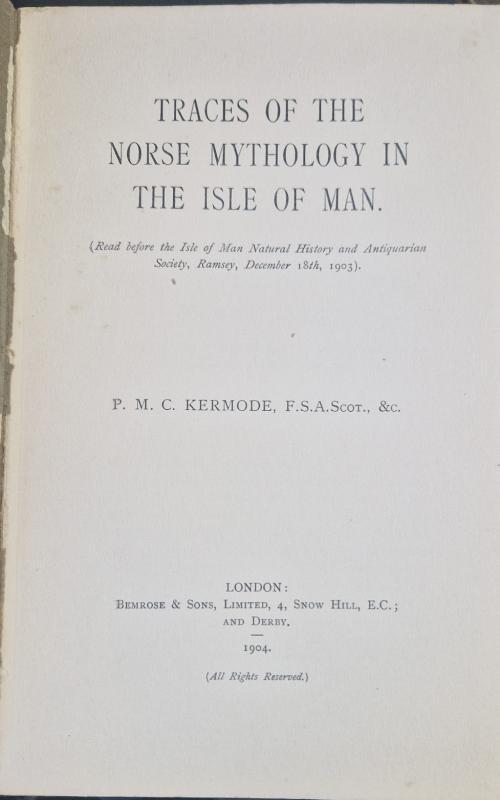 TRACES OF THE
NORSE MYTHOLOGY IN
THE ISLE OF MAN.
(Read before the Isle of Man Natural History and Antiquarian
Society, Ramsey, December 18th, 1903).
P. M. C. KERMODE, F.S.A.Scot., &c.
LONDON:
Bemrose & Sons, Limited, 4, Snow Hill, E.C.;
and Derby.
1904.
(All Rights Reserved.)